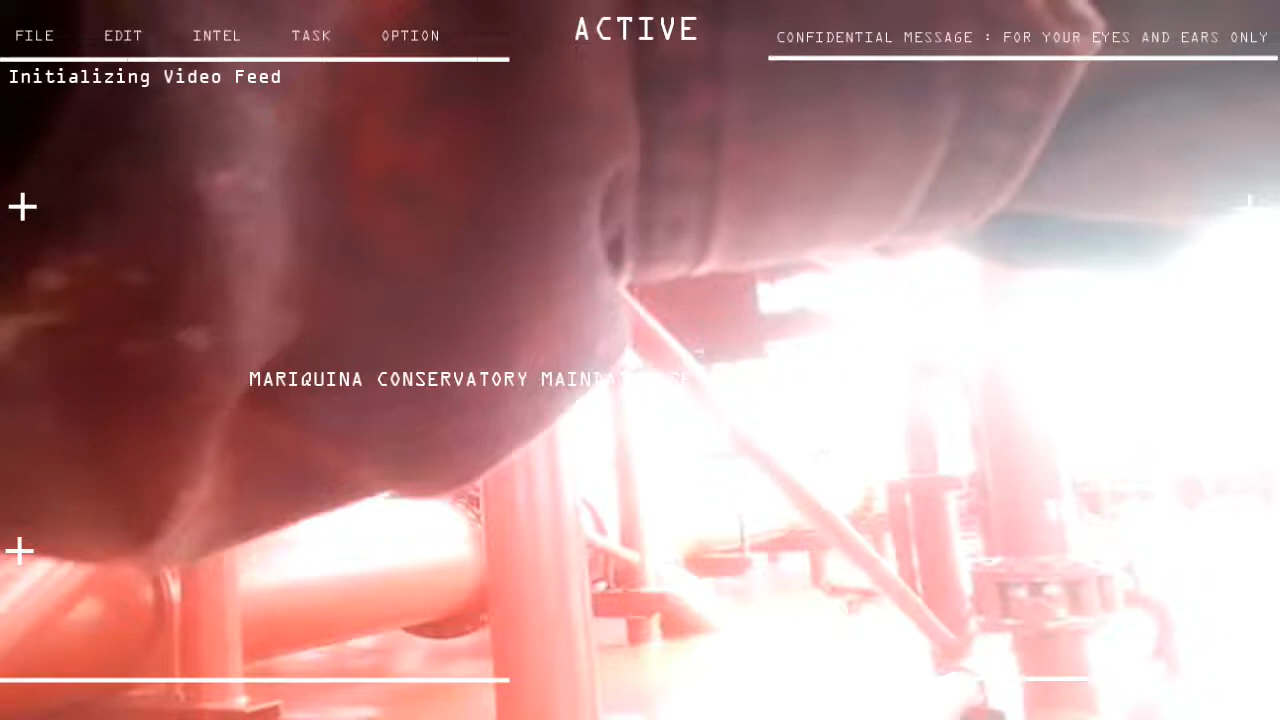 FILE EDIT INTEL TASK OPTION
ACTIVE
CONFIDENTIAL MESSAGE : FOR YOUR EYES AND EARS ONLY
Initializing Video Feed
MARIQUINA CONSERVATORY